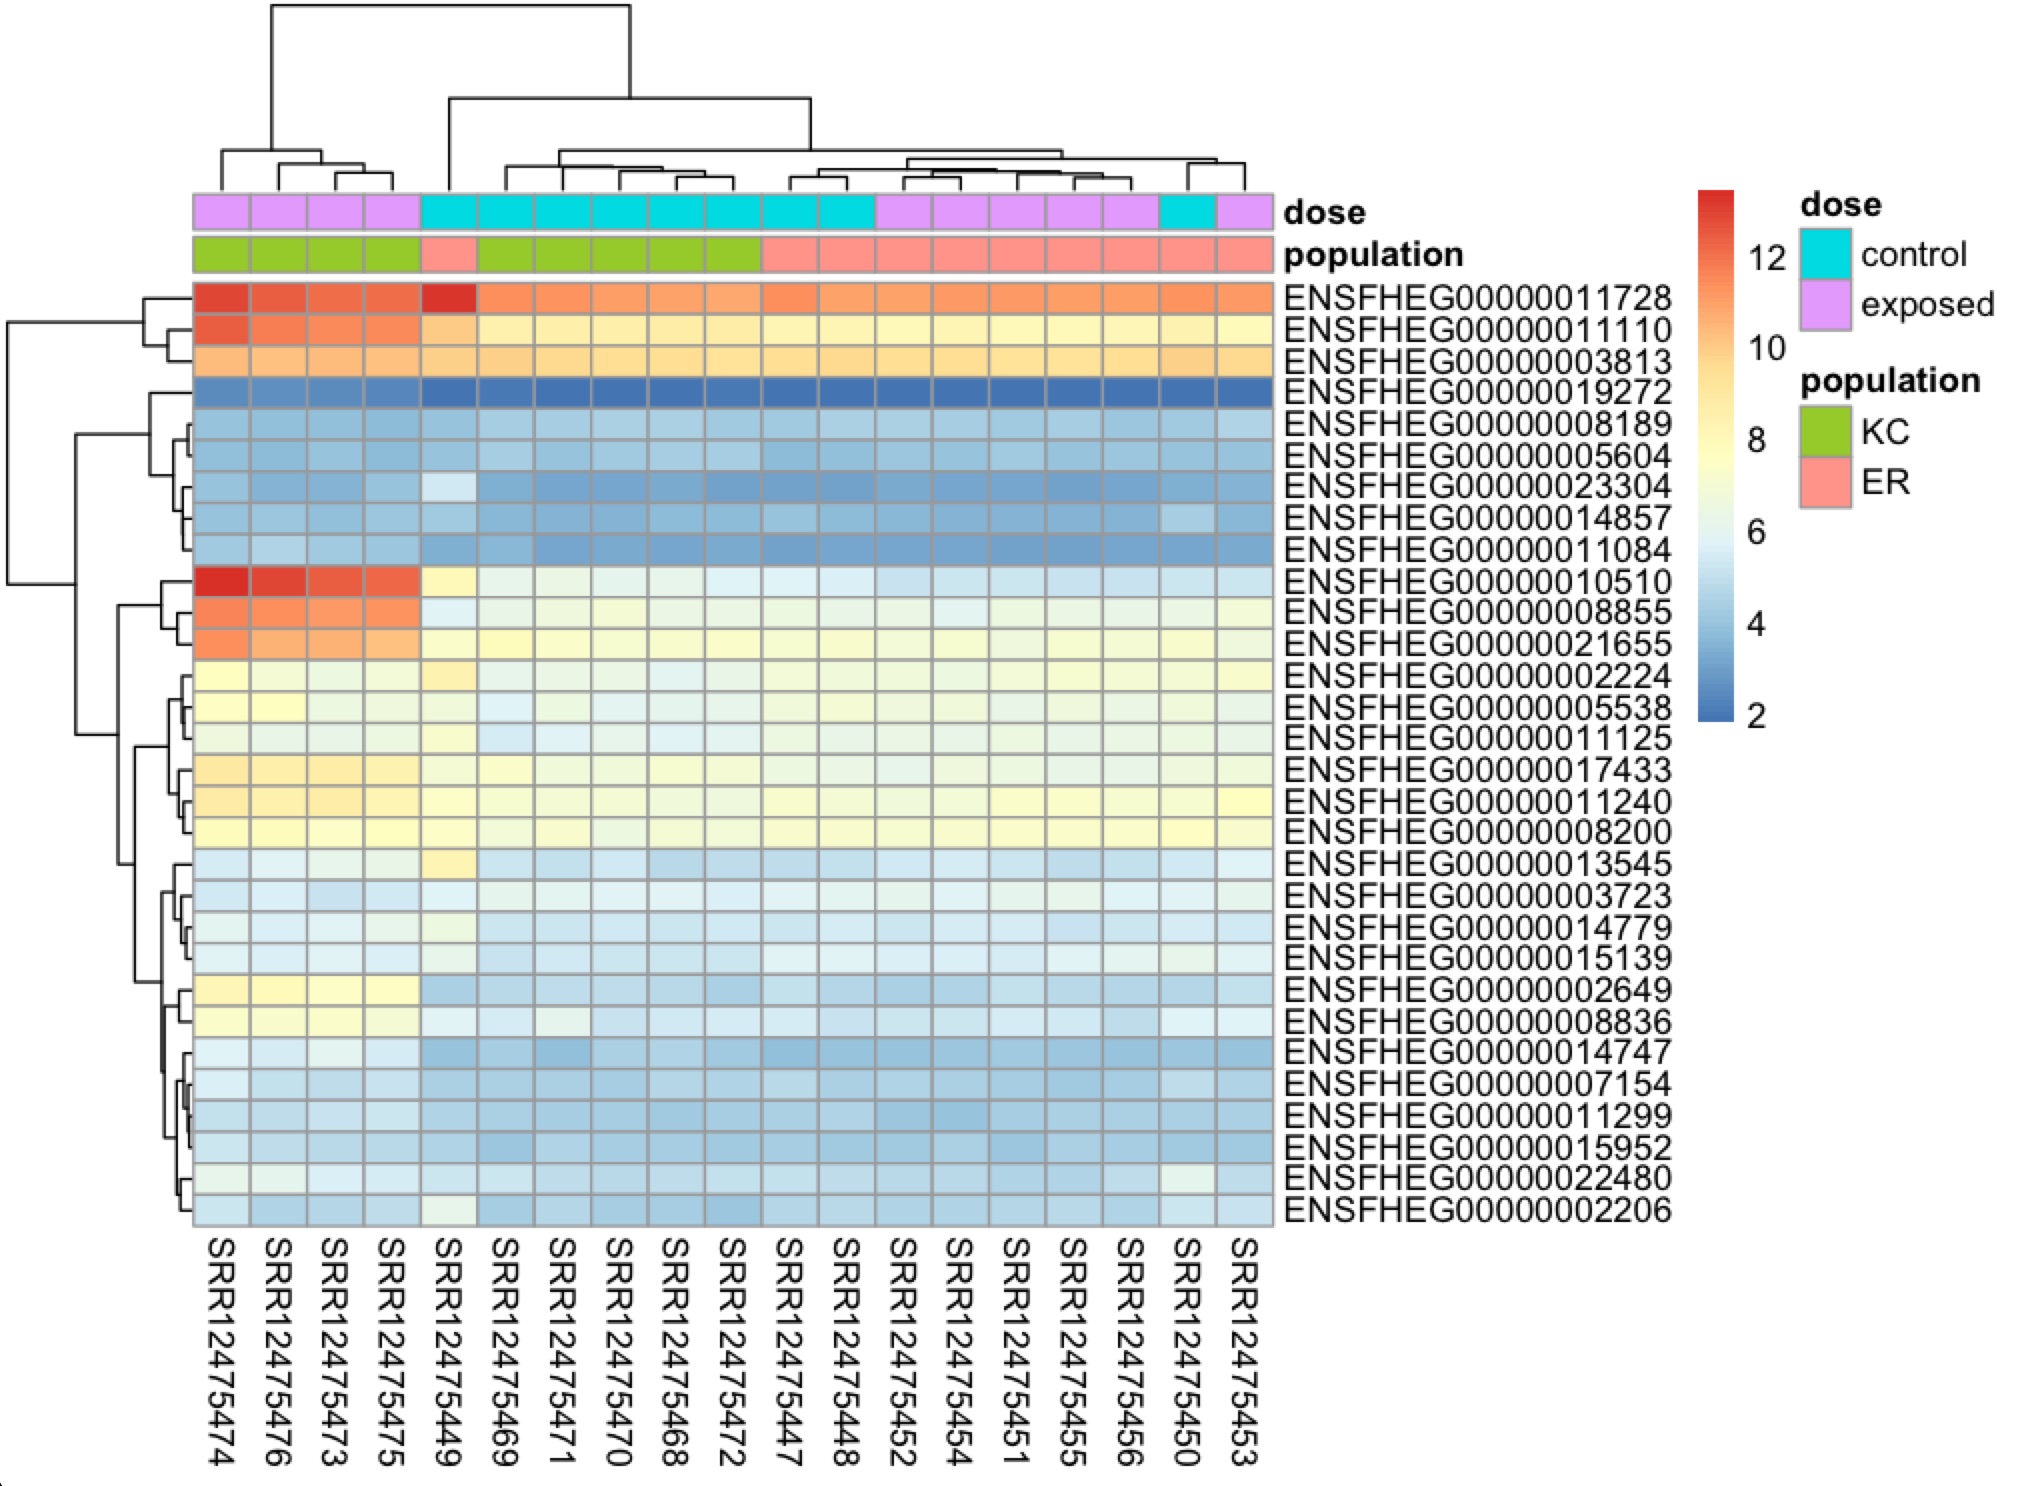 dose
population
ENSFHEG00000011728
ENSFHEG00000011110
ENSFHEG00000003813
ENSFHEG00000019272
ENSFHEG00000008189
ENSFHEG00000005604
ENSFHEG00000023304
ENSFHEG00000014857
ENSFHEG00000011084
ENSFHEG00000010510
ENSFHEG00000008855
ENSFHEG00000021655
ENSFHEG00000002224
ENSFHEG00000005538
ENSFHEG00000011125
ENSFHEG00000017433
ENSFHEG00000011240
ENSFHEG00000008200
ENSFHEG00000013545
ENSFHEG00000003723
ENSFHEG00000014779
ENSFHEG00000015139
ENSFHEG00000002649
ENSFHEG00000008836
ENSFHEG00000014747
ENSFHEG00000007154
ENSFHEG00000011299
ENSFHEG00000015952
ENSFHEG00000022480
ENSFHEG00000002206
SRR12475474
SRR12475476
SRR12475473
SRR12475475
SRR12475449
SRR12475469
SRR12475471
SRR12475470
SRR12475468
SRR12475472
SRR12475447
SRR12475448
SRR12475452
SRR12475454
SRR12475451
SRR12475455
SRR12475456
SRR12475450
SRR12475453
12
10
8
6
4
2
dose
control
exposed
population
KC
ER